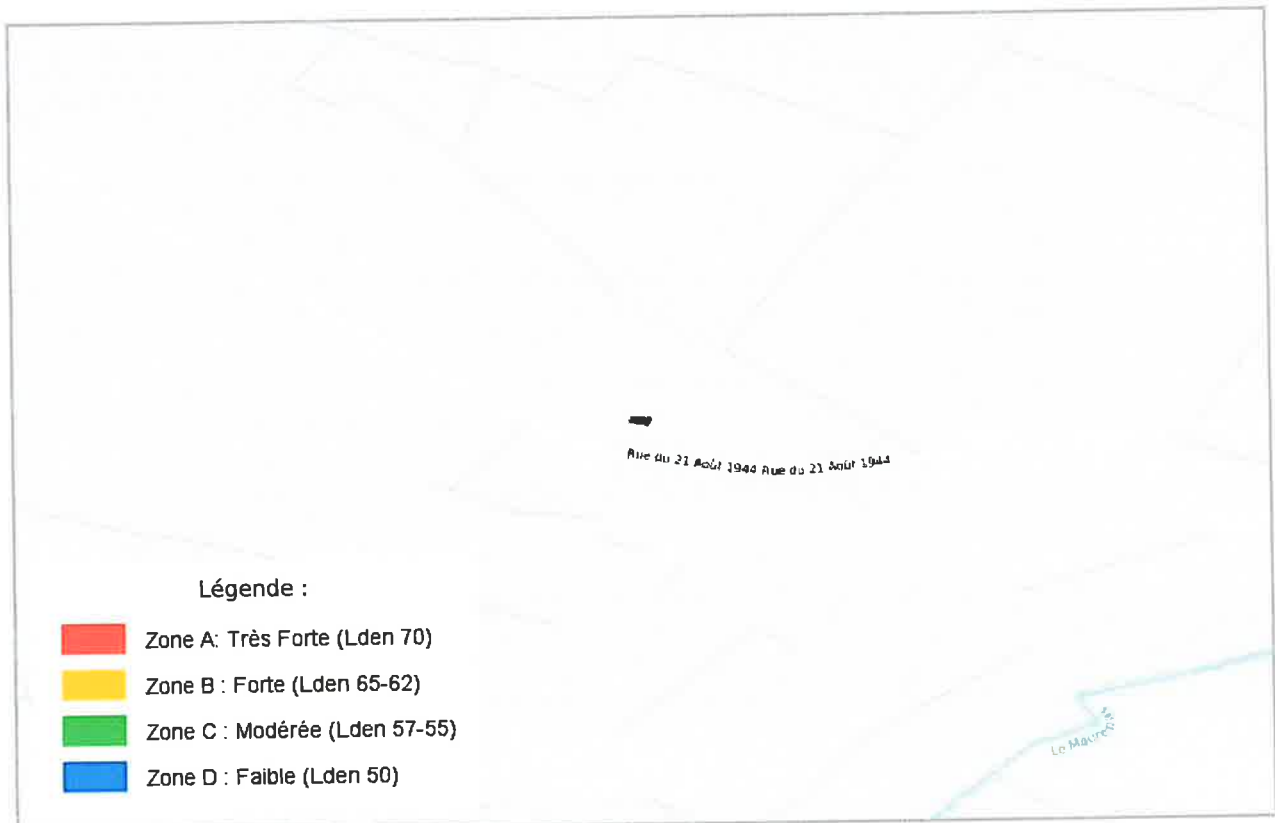 Rue du 21 Août 1944 Rue du 21 Août 1944
Légende :
Zone A: Très Forte (Lden 70)
Zone B : Forte (Lden 65-62)
Zone C : Modérée (Lden 57-55)
Zone D : Faible (Lden 50)